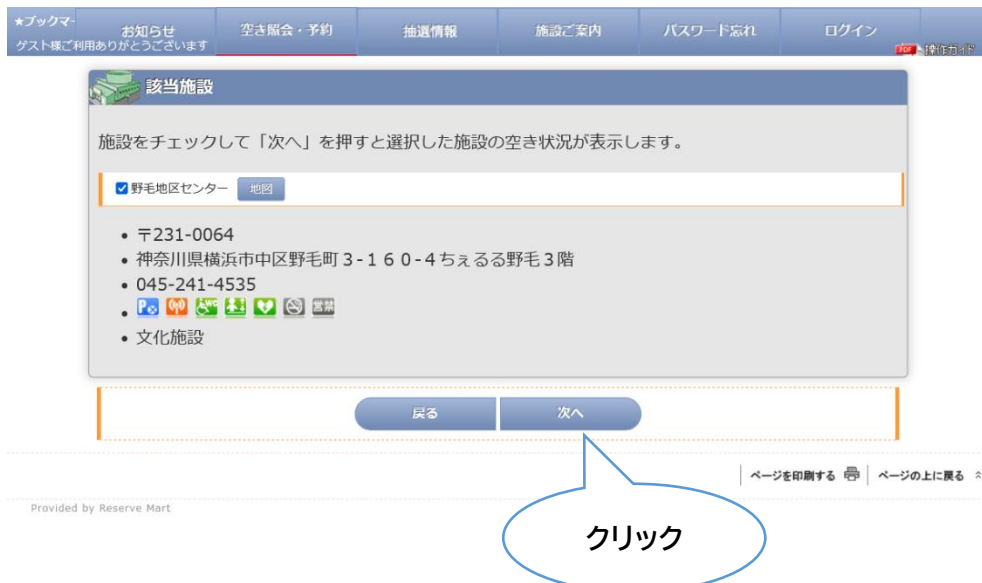 ★ブックマ-
お知らせ
空き照会・予約
抽選情報
施設ご案内
パスワード忘れ
ログイン
ゲスト様ご利用ありがとうございます
PDF 操作ガイド
該当施設
施設をチェックして「次へ」を押すと選択した施設の空き状況が表示します。
野毛地区センター 地図
〒231-0064
神奈川県横浜市中区野毛町3-160-4ちぇるる野毛3階
045-241-4535
P WC 営業
文化施設
戻る 次へ
ページを印刷する ページの上に戻る
Provided by Reserve Mart
クリック